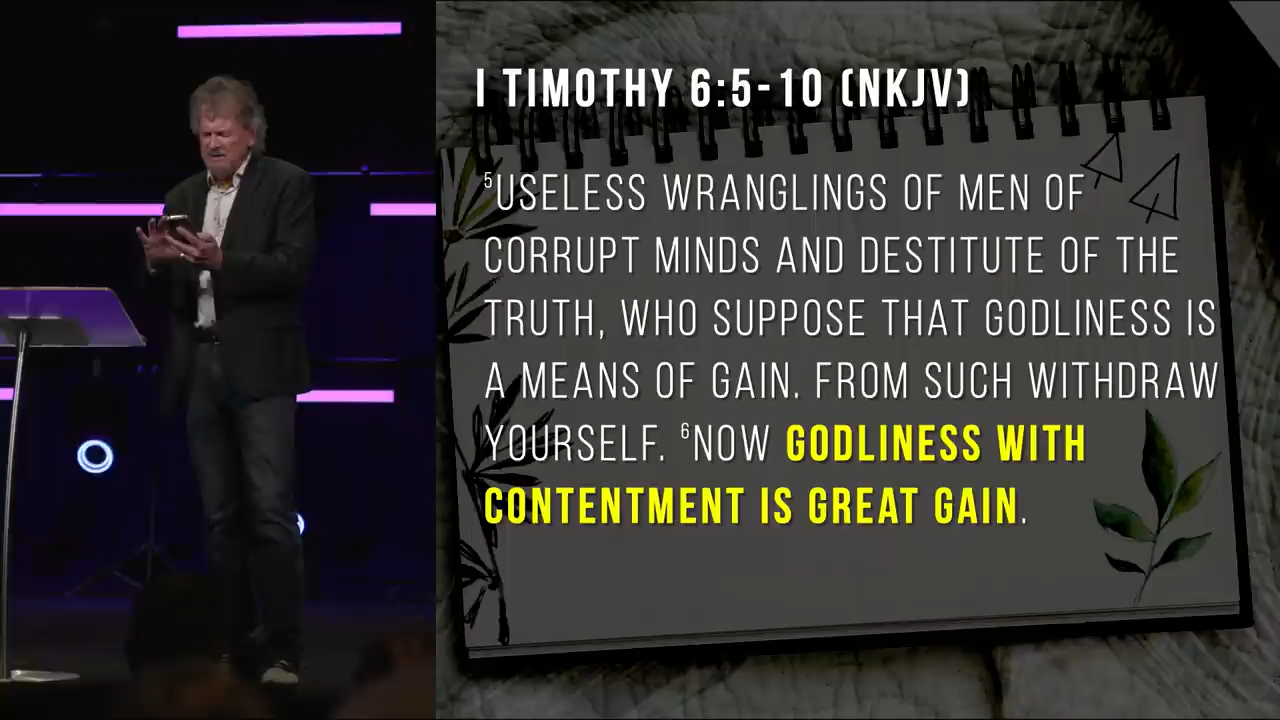 I TIMOTHY 6:5-10 (NKJV)
⁵USELESS WRANGLINGS OF MEN OF
CORRUPT MINDS AND DESTITUTE OF THE
TRUTH, WHO SUPPOSE THAT GODLINESS IS
A MEANS OF GAIN. FROM SUCH WITHDRAW
YOURSELF. ⁶NOW GODLINESS WITH
CONTENTMENT IS GREAT GAIN.